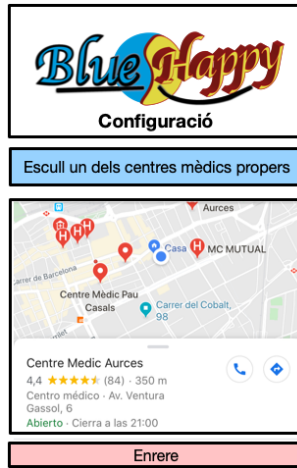 Blue Happy
Configuració
Escull un dels centres mèdics propers
Aurces
Casa
MC MUTUAL
carrer de Barcelona
Centre Mèdic Pau
Casals
Carrer del Cobalt,
98
Centre Medic Aurces
4,4 ★★★★★ (84) · 350 m
Centro médico · Av. Ventura
Gassol, 6
Abierto · Cierra a las 21:00
Enrere